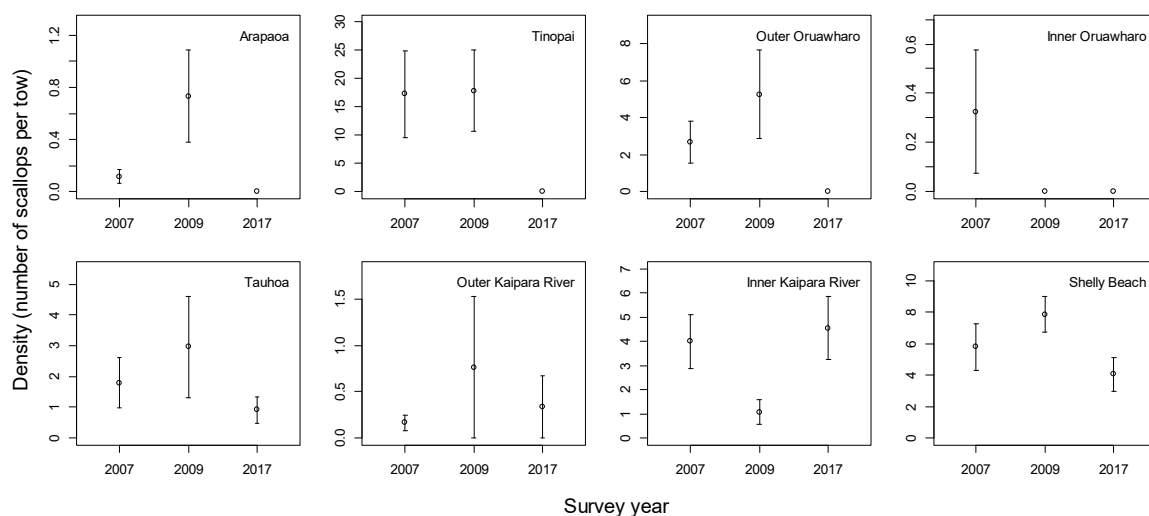 Density (number of scallops per tow)
Arapaoa
1.2
0.8
0.4
0.0
2007 2009 2017
Tinopai
30
25
20
15
10
5
0
2007 2009 2017
Outer Oruawharo
8
6
4
2
0
2007 2009 2017
Inner Oruawharo
0.6
0.4
0.2
0.0
2007 2009 2017
Tauhoa
5
4
3
2
1
0
2007 2009 2017
Outer Kaipara River
1.5
1.0
0.5
0.0
2007 2009 2017
Inner Kaipara River
7
6
5
4
3
2
1
0
2007 2009 2017
Shelly Beach
10
8
6
4
2
0
2007 2009 2017
Survey year